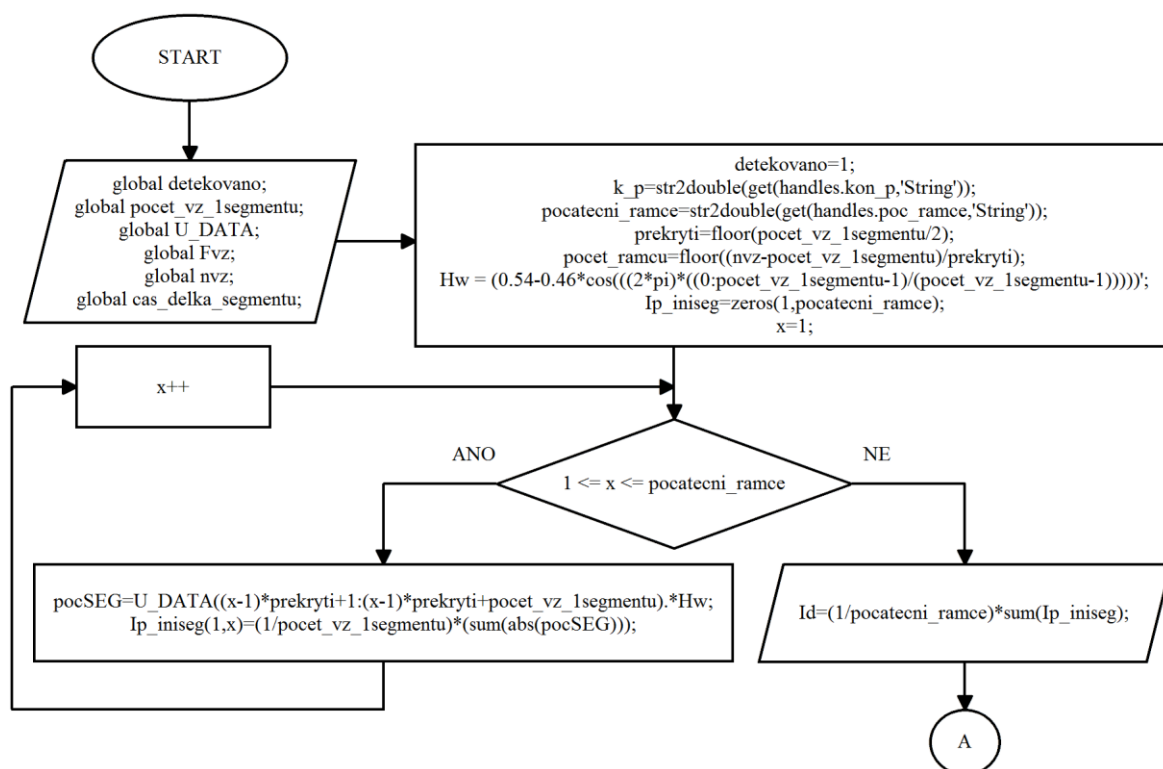 START
global detekovano;
global pocet_vz_1segmentu;
global U_DATA;
global Fvz;
global nvz;
global cas_delka_segmentu;
detekovano=1;
k_p=str2double(get(handles.kon_p,'String'));
pocatecni_ramce=str2double(get(handles.poc_ramce,'String'));
prekryti=floor(pocet_vz_1segmentu/2);
pocet_ramcu=floor((nvz-pocet_vz_1segmentu)/prekryti);
Hw = (0.54-0.46*cos(((2*pi)*((0:pocet_vz_1segmentu-1)/(pocet_vz_1segmentu-1)))))';
Ip_iniseg=zeros(1,pocatecni_ramce);
x=1;
x++
ANO
NE
1 <= x <= pocatecni_ramce
pocSEG=U_DATA((x-1)*prekryti+1:(x-1)*prekryti+pocet_vz_1segmentu).*Hw;
Ip_iniseg(1,x)=(1/pocet_vz_1segmentu)*(sum(abs(pocSEG)));
Id=(1/pocatecni_ramce)*sum(Ip_iniseg);
A